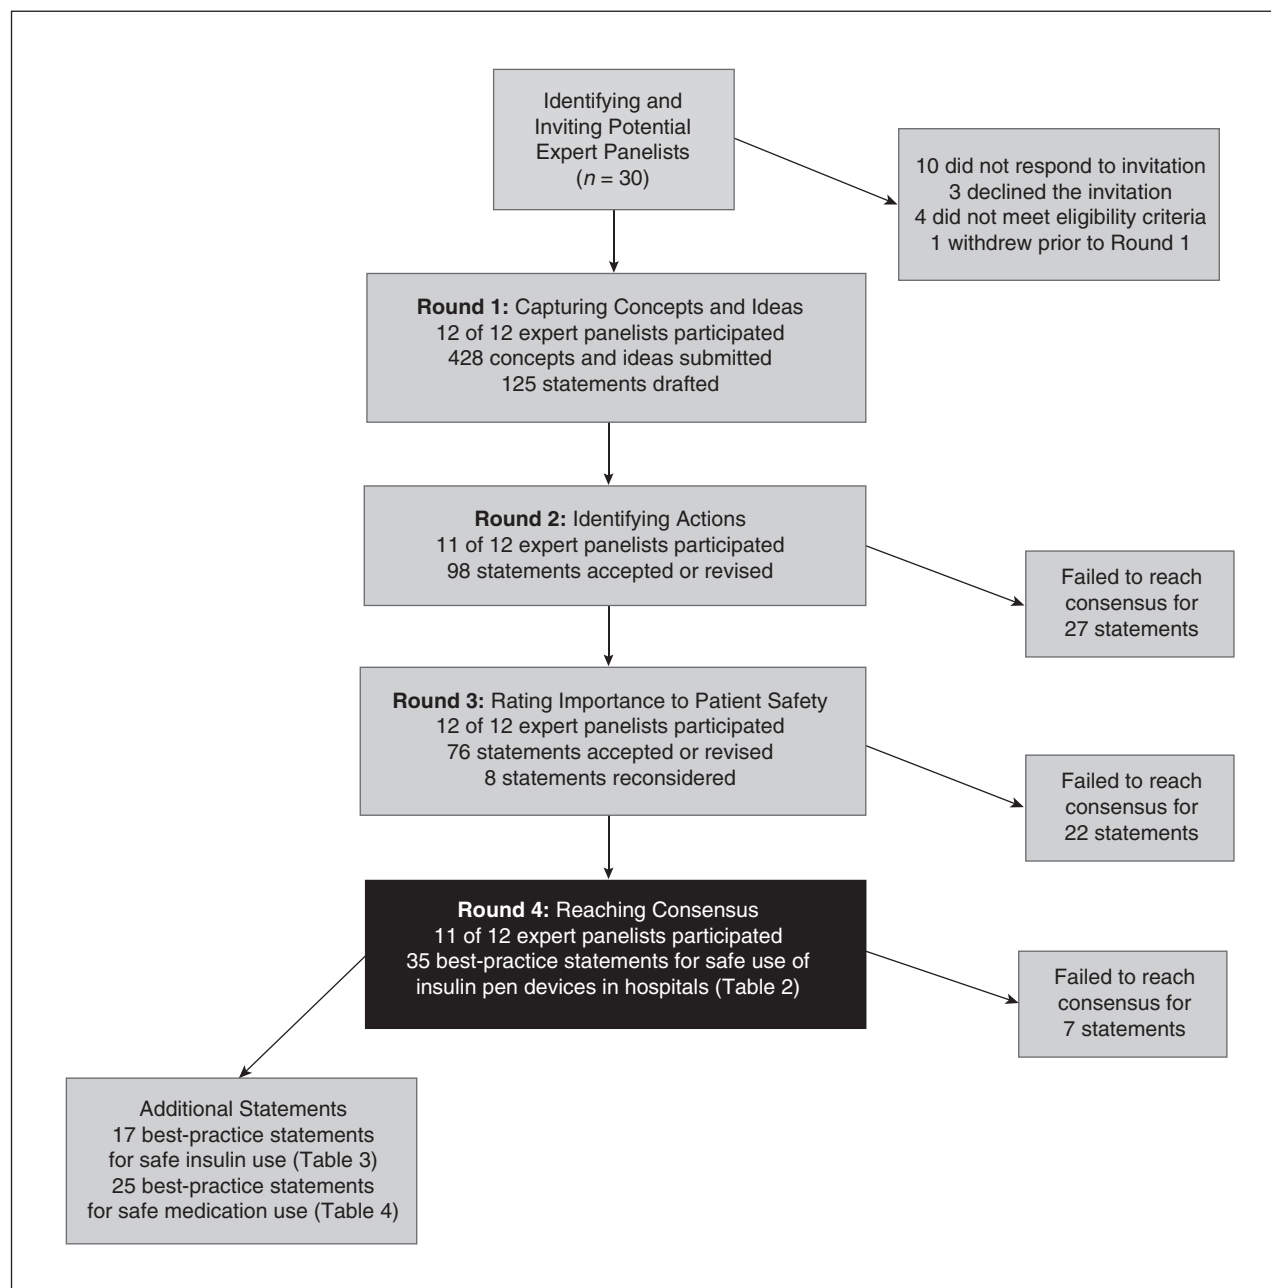 Identifying and
Inviting Potential
Expert Panelists
(n = 30)
10 did not respond to invitation
3 declined the invitation
4 did not meet eligibility criteria
1 withdrew prior to Round 1
Round 1: Capturing Concepts and Ideas
12 of 12 expert panelists participated
428 concepts and ideas submitted
125 statements drafted
Round 2: Identifying Actions
11 of 12 expert panelists participated
98 statements accepted or revised
Failed to reach
consensus for
27 statements
Round 3: Rating Importance to Patient Safety
12 of 12 expert panelists participated
76 statements accepted or revised
8 statements reconsidered
Failed to reach
consensus for
22 statements
Round 4: Reaching Consensus
11 of 12 expert panelists participated
35 best-practice statements for safe use of
insulin pen devices in hospitals (Table 2)
Failed to reach
consensus for
7 statements
Additional Statements
17 best-practice statements
for safe insulin use (Table 3)
25 best-practice statements
for safe medication use (Table 4)